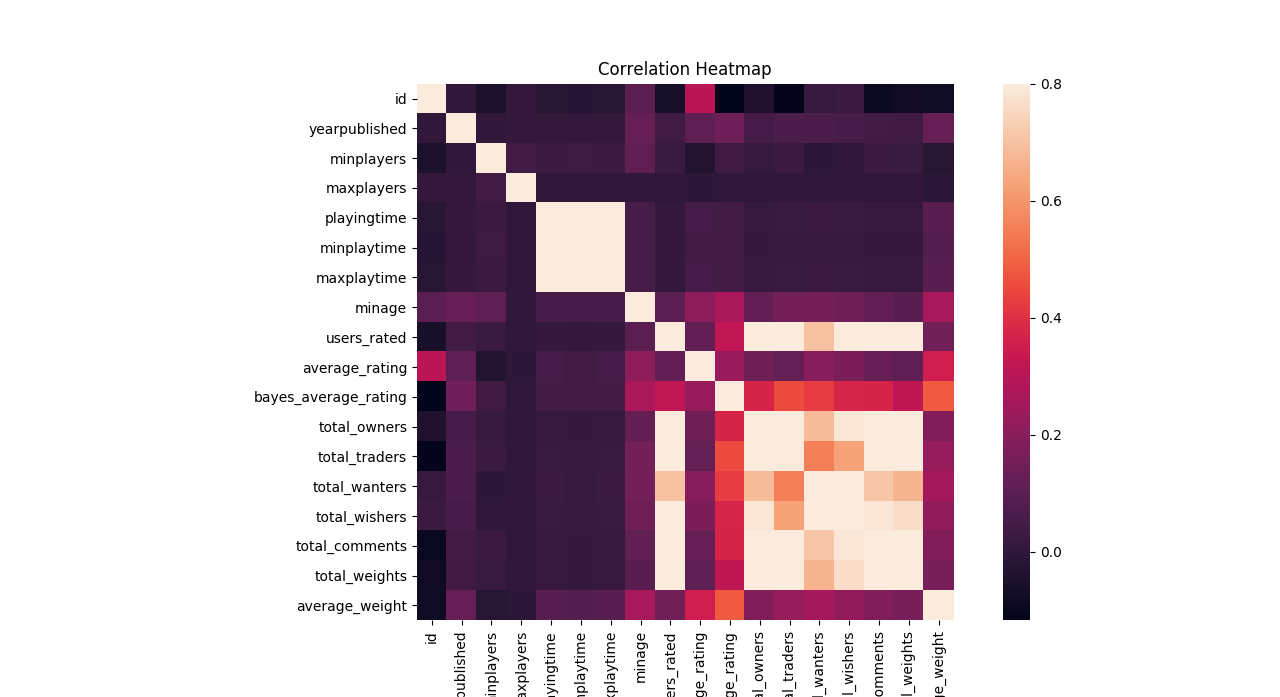 Correlation Heatmap
id
yearpublished
minplayers
maxplayers
playingtime
minplaytime
maxplaytime
minage
users_rated
average_rating
bayes_average_rating
total_owners
total_traders
total_wanters
total_wishers
total_comments
total_weights
average_weight
0.8
0.6
0.4
0.2
0.0
id
published
inplayers
axplayers
yingtime
nplaytime
xplaytime
minage
ers_rated
ge_rating
ge_rating
al_owners
al_traders
l_wanters
l_wishers
omments
l_weights
ge_weight